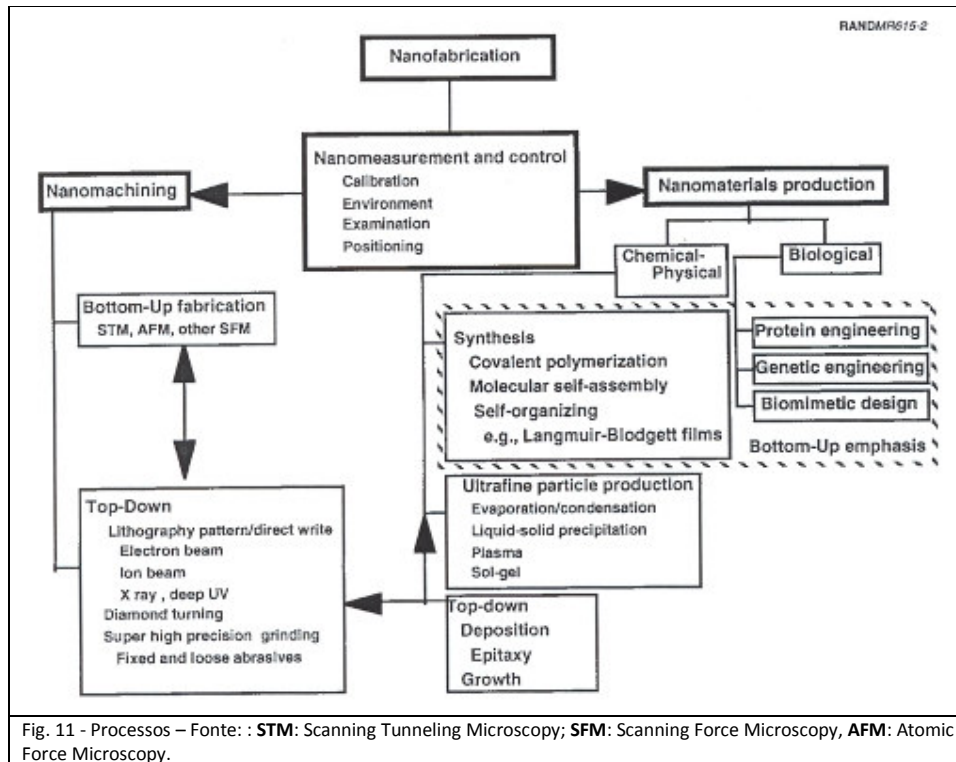 RANDMR615-2
Nanofabrication
Nanomeasurement and control
Calibration
Environment
Examination
Positioning
Nanomachining
Nanomaterials production
Chemical-
Physical
Biological
Bottom-Up fabrication
STM, AFM, other SFM
Synthesis
Covalent polymerization
Molecular self-assembly
Self-organizing
e.g., Langmuir-Blodgett films
Protein engineering
Genetic engineering
Biomimetic design
Bottom-Up emphasis
Ultrafine particle production
Evaporation/condensation
Liquid-solid precipitation
Plasma
Sol-gel
Top-Down
Lithography pattern/direct write
Electron beam
Ion beam
X ray , deep UV
Diamond turning
Super high precision grinding
Fixed and loose abrasives
Top-down
Deposition
Epitaxy
Growth
Fig. 11 - Processos – Fonte: : STM: Scanning Tunneling Microscopy; SFM: Scanning Force Microscopy, AFM: Atomic
Force Microscopy.